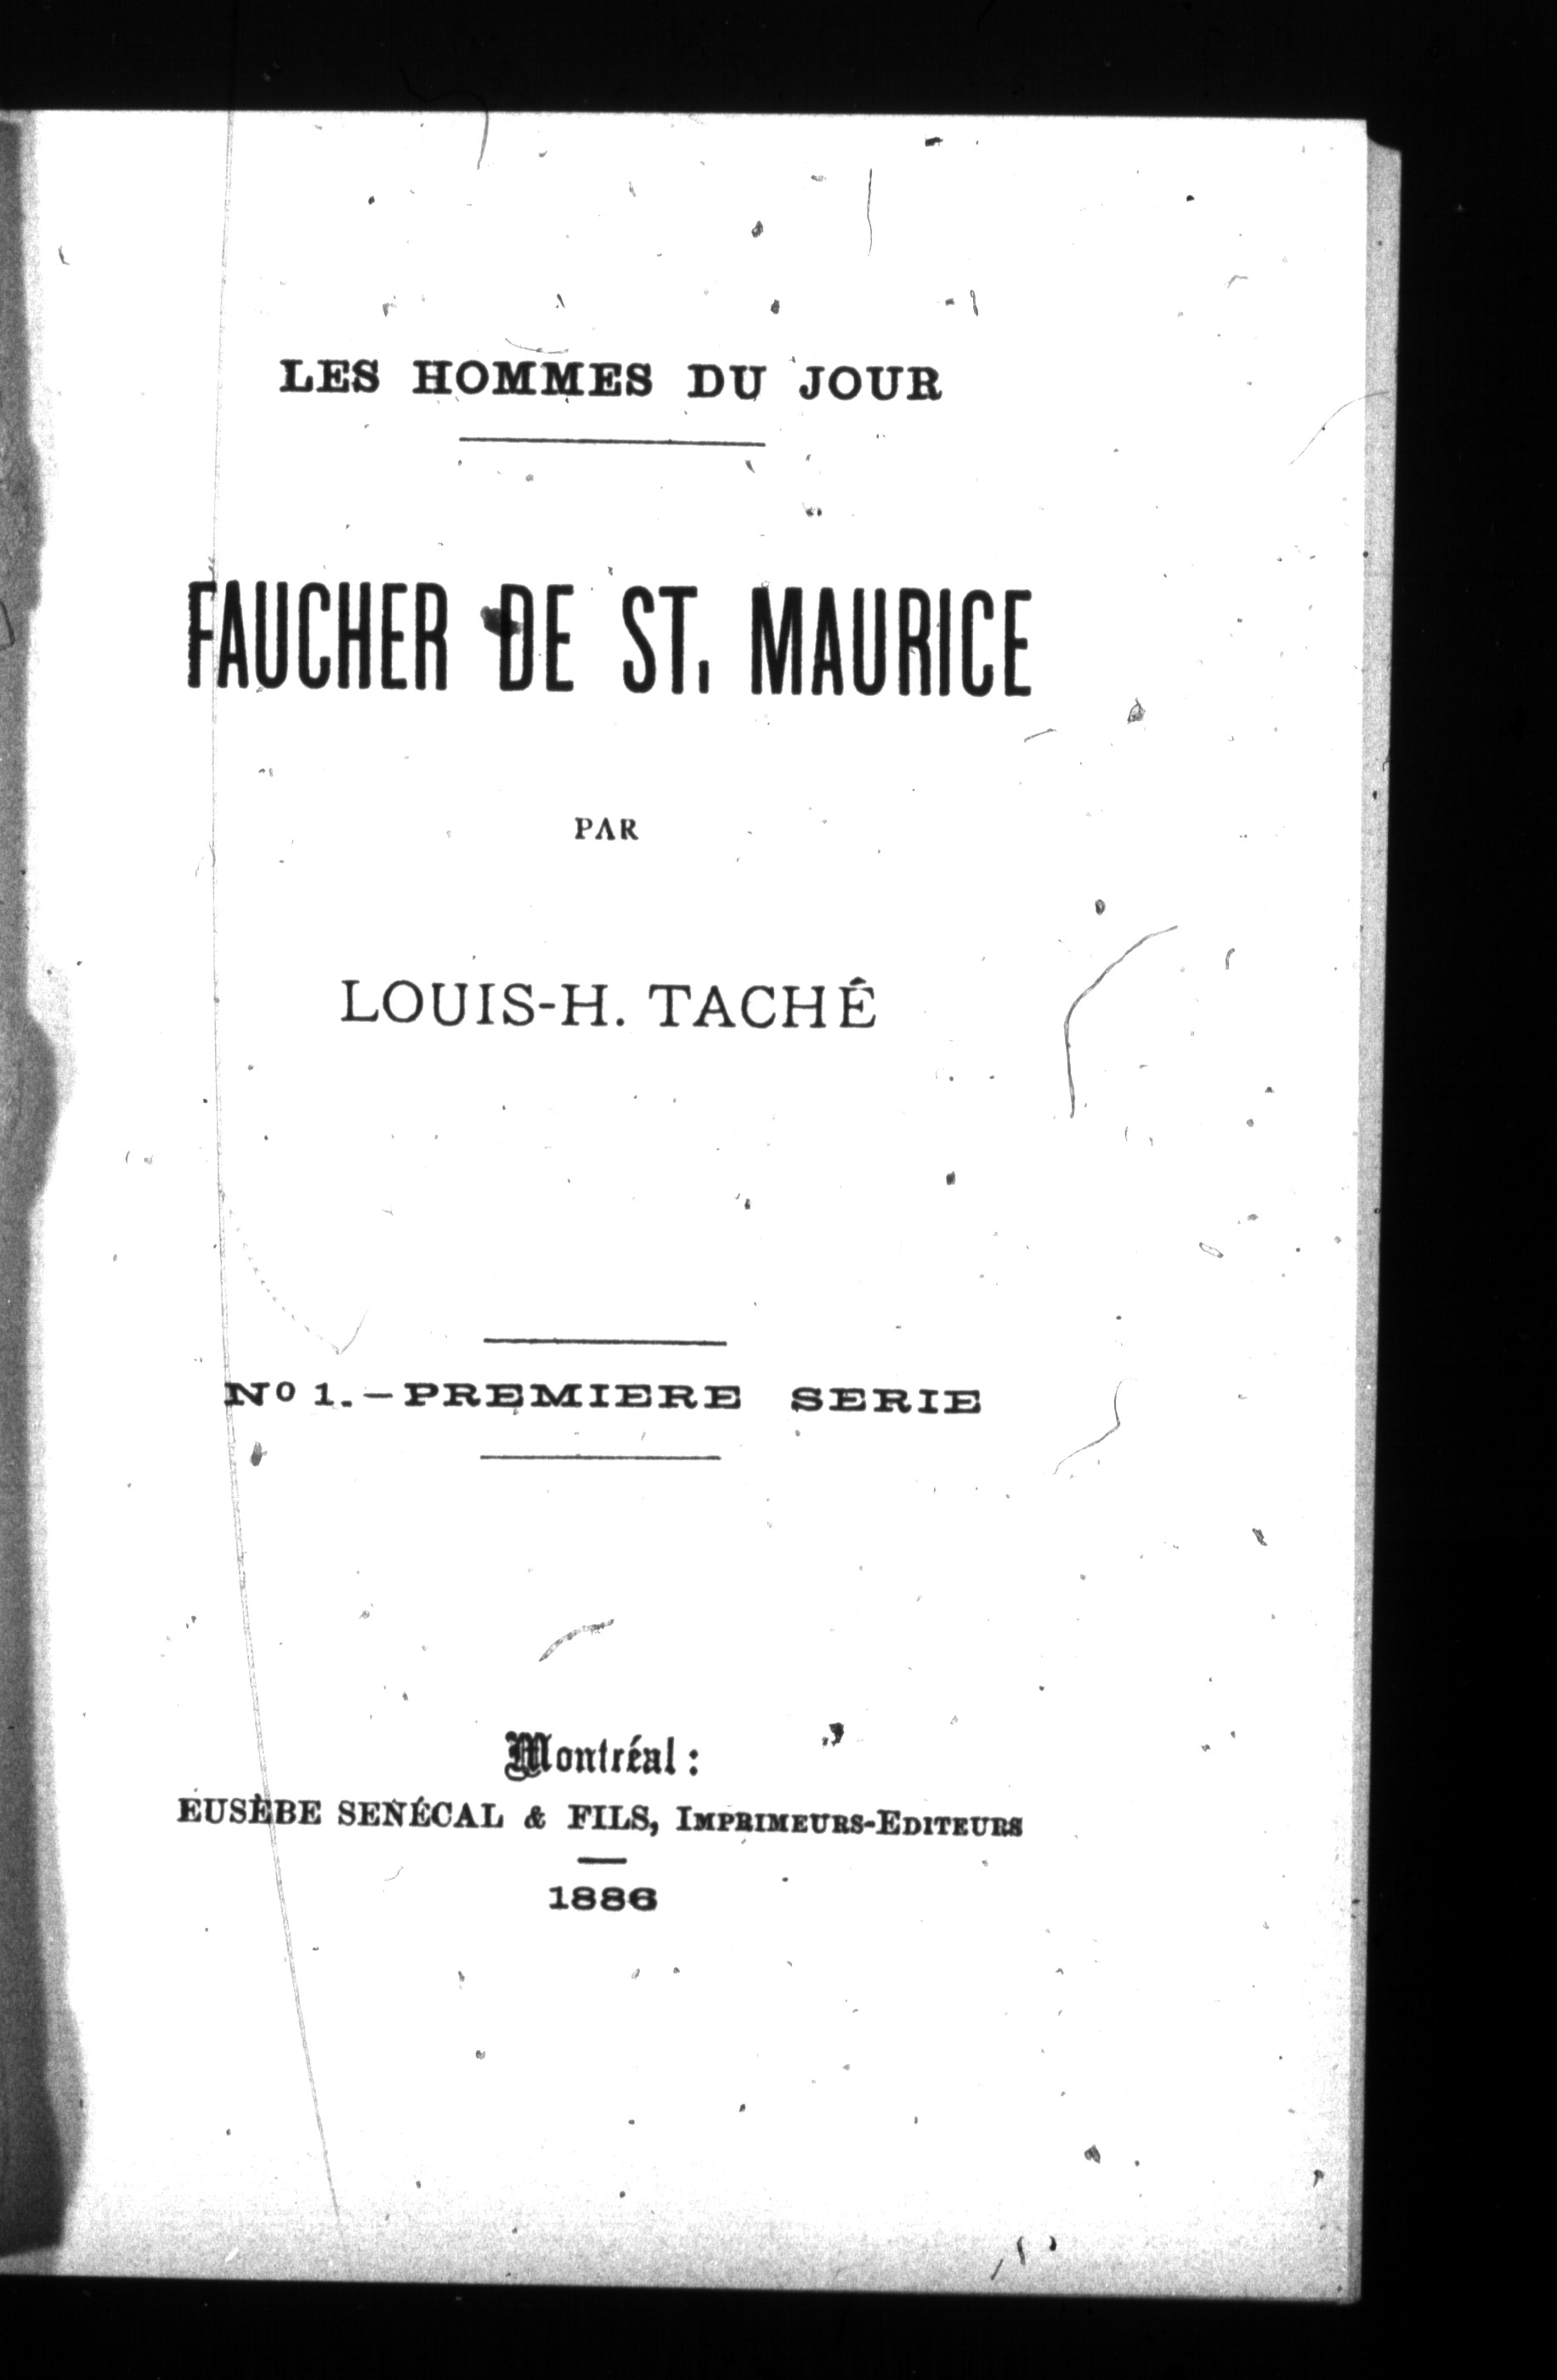 LES HOMMES DU JOUR
FAUCHER DE ST. MAURICE
PAR
LOUIS-H. TACHÉ
No 1.—PREMIERE SERIE
Montréal :
EUSÈBE SENÉCAL & FILS, IMPRIMEURS-EDITEURS
1886